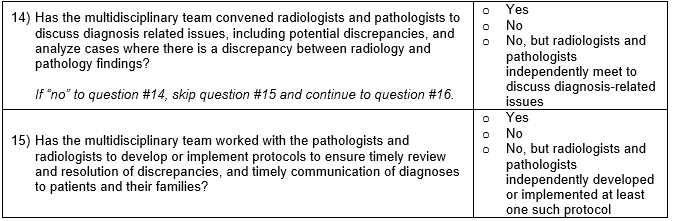 14) Has the multidisciplinary team convened radiologists and pathologists to
discuss diagnosis related issues, including potential discrepancies, and
analyze cases where there is a discrepancy between radiology and
pathology findings?
If "no" to question #14, skip question #15 and continue to question #16.
o Yes
o No
o No, but radiologists and
pathologists
independently meet to
discuss diagnosis-related
issues
15) Has the multidisciplinary team worked with the pathologists and
radiologists to develop or implement protocols to ensure timely review
and resolution of discrepancies, and timely communication of diagnoses
to patients and their families?
o Yes
o No
o No, but radiologists and
pathologists
independently developed
or implemented at least
one such protocol